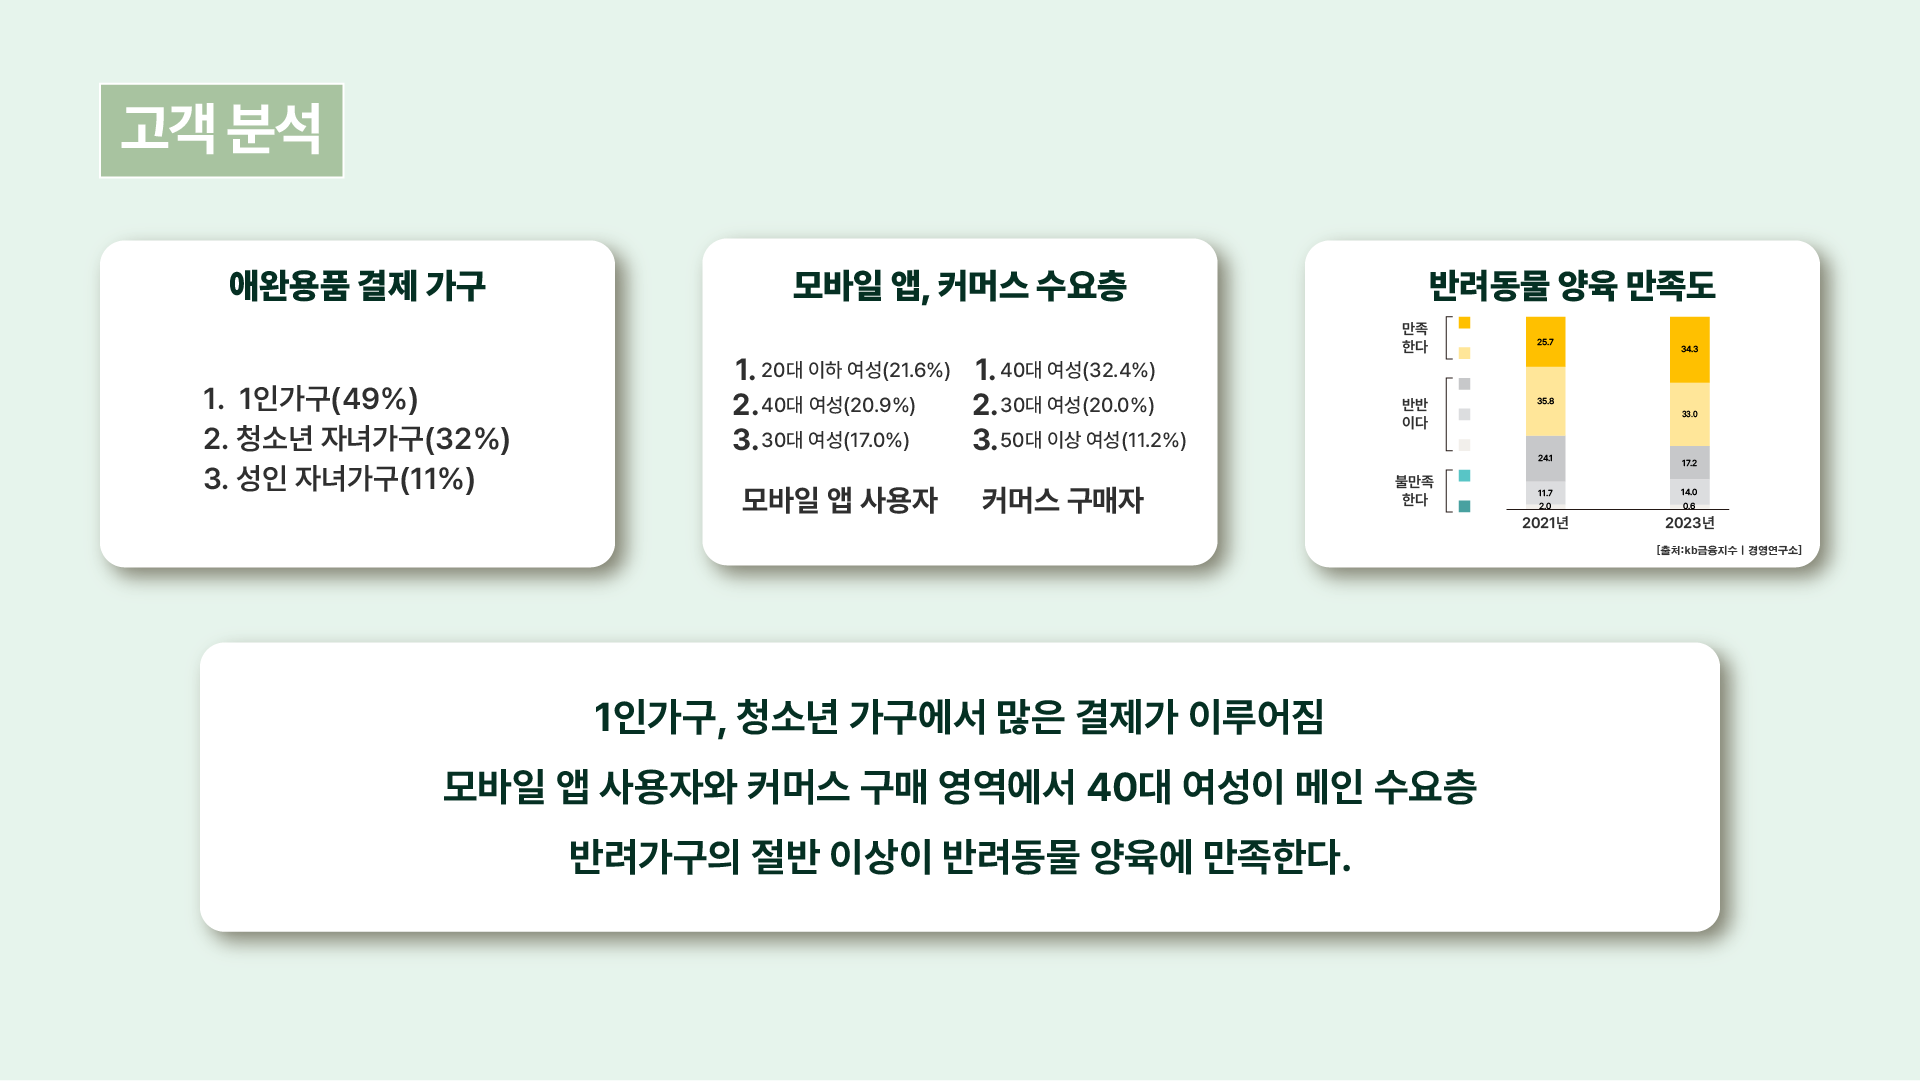 고객 분석
애완용품 결제 가구
1. 1인가구(49%)
2. 청소년 자녀가구(32%)
3. 성인 자녀가구(11%)
모바일 앱, 커머스 수요층
1. 20대 이하 여성(21.6%)
2. 40대 여성(20.9%)
3. 30대 여성(17.0%)
모바일 앱 사용자
1. 40대 여성(32.4%)
2. 30대 여성(20.0%)
3. 50대 이상 여성(11.2%)
커머스 구매자
반려동물 양육 만족도
만족
한다
반반
이다
불만족
한다
25.7
35.8
24.1
11.7
2.0
2021년
34.3
33.0
17.2
14.0
0.6
2023년
[출처:kb금융지수 | 경영연구소]
1인가구, 청소년 가구에서 많은 결제가 이루어짐
모바일 앱 사용자와 커머스 구매 영역에서 40대 여성이 메인 수요층
반려가구의 절반 이상이 반려동물 양육에 만족한다.